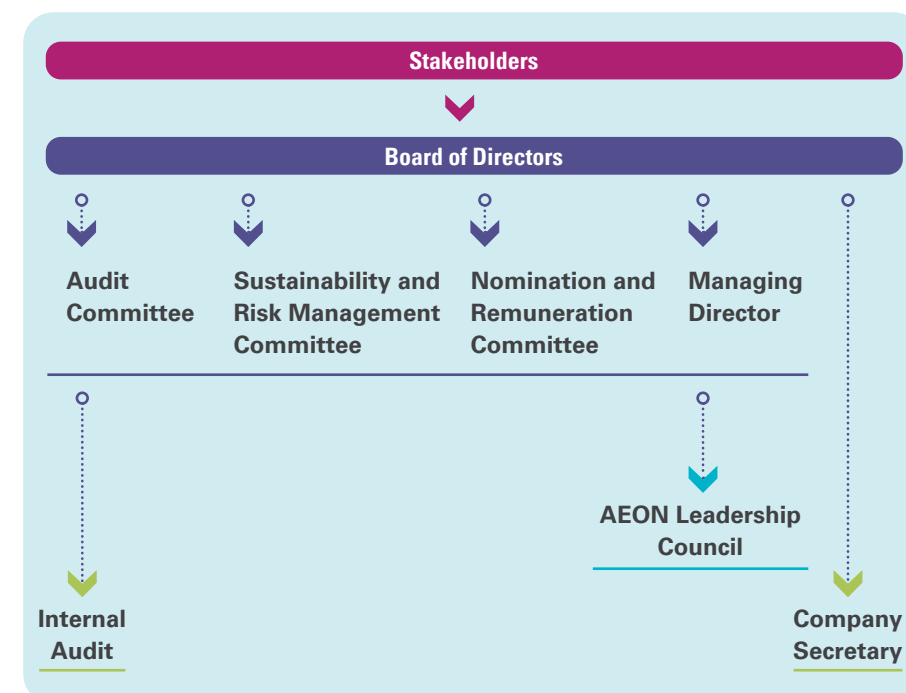 Stakeholders
Board of Directors
Audit
Committee
Sustainability and
Risk Management
Committee
Nomination and
Remuneration
Committee
Managing
Director
AEON Leadership
Council
Internal
Audit
Company
Secretary